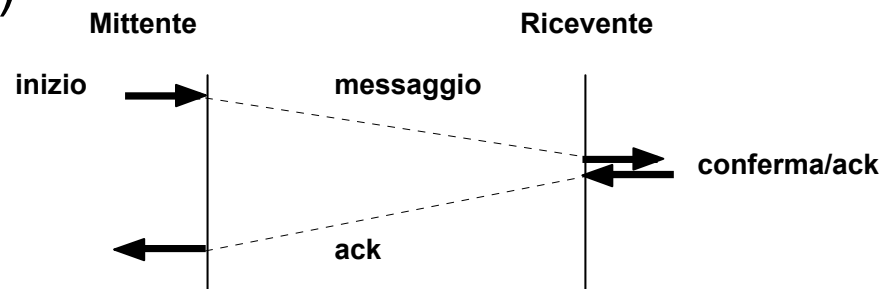 )
Mittente Ricevente
inizio messaggio
conferma/ack
ack